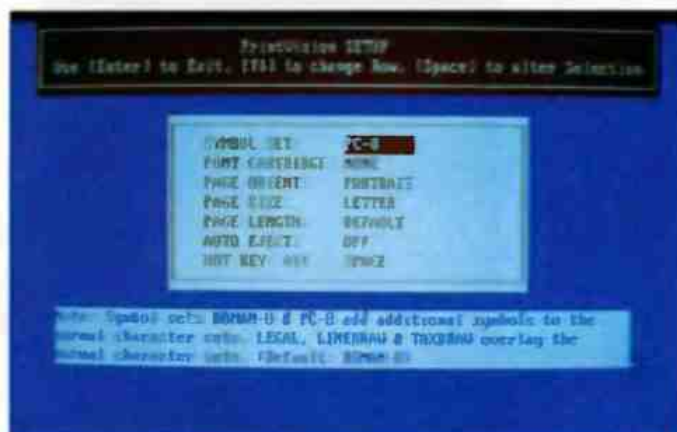 PrintVision SETUP
Use [Enter] to Exit, to change Row, [Space] to alter Selection
SYMBOL SET: PC-8
FONT CARTRIDGE: NONE
PAGE ORIENT: PORTRAIT
PAGE SIZE: LETTER
PAGE LENGTH: DEFAULT
AUTO EJECT: OFF
HOT KEY: SPACE
Note: Symbol sets ROMAN-8 & PC-8 add additional symbols to the
normal character sets. LEGAL, LINEDRAW & TAXDRAW overlay the
normal character sets. (Default: ROMAN-8)